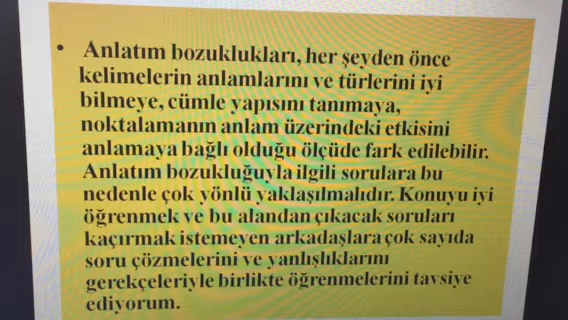 • Anlatım bozuklukları, her şeyden önce
kelimelerin anlamlarını ve türlerini iyi
bilmeye, cümle yapısını tanımaya,
noktalamanın anlam üzerindeki etkisini
anlamaya bağlı olduğu ölçüde fark edilebilir.
Anlatım bozukluğuyla ilgili sorulara bu
nedenle çok yönlü yaklaşılmalıdır. Konuyu iyi
öğrenmek ve bu alandan çıkacak soruları
kaçırmak istemeyen arkadaşlara çok sayıda
soru çözmelerini ve yanlışlıklarını
gerekçeleriyle birlikte öğrenmelerini tavsiye
ediyorum.